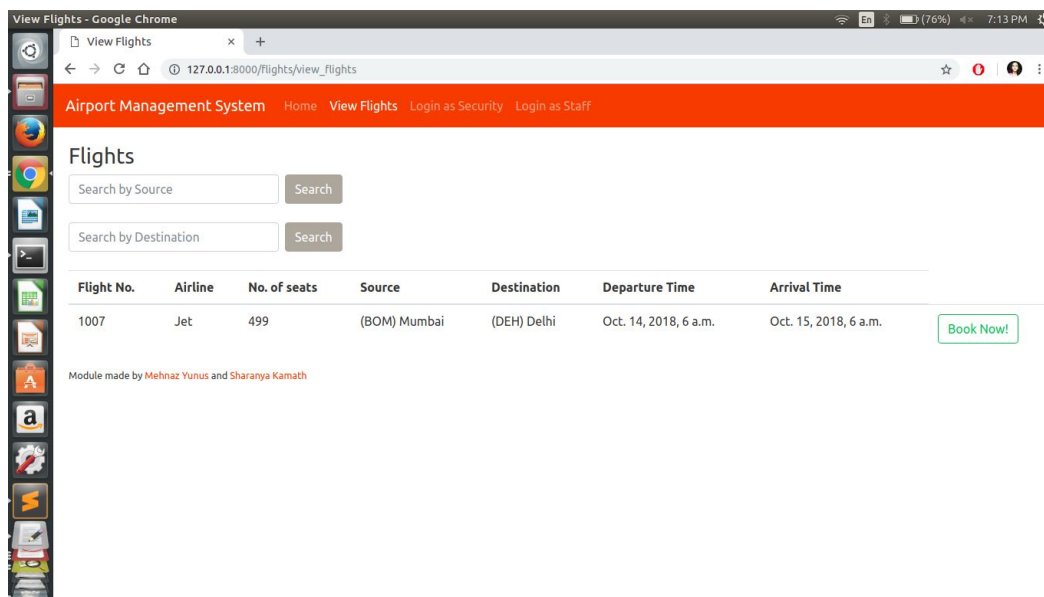 View Flights - Google Chrome En (76%) 7:13 PM
View Flights
127.0.0.1:8000/flights/view_flights
Airport Management System Home View Flights Login as Security Login as Staff
Flights
Search by Source Search
Search by Destination Search
Flight No. Airline No. of seats Source Destination Departure Time Arrival Time
1007 Jet 499 (BOM) Mumbai (DEH) Delhi Oct. 14, 2018, 6 a.m. Oct. 15, 2018, 6 a.m. Book Now!
Module made by Mehnaz Yunus and Sharanya Kamath